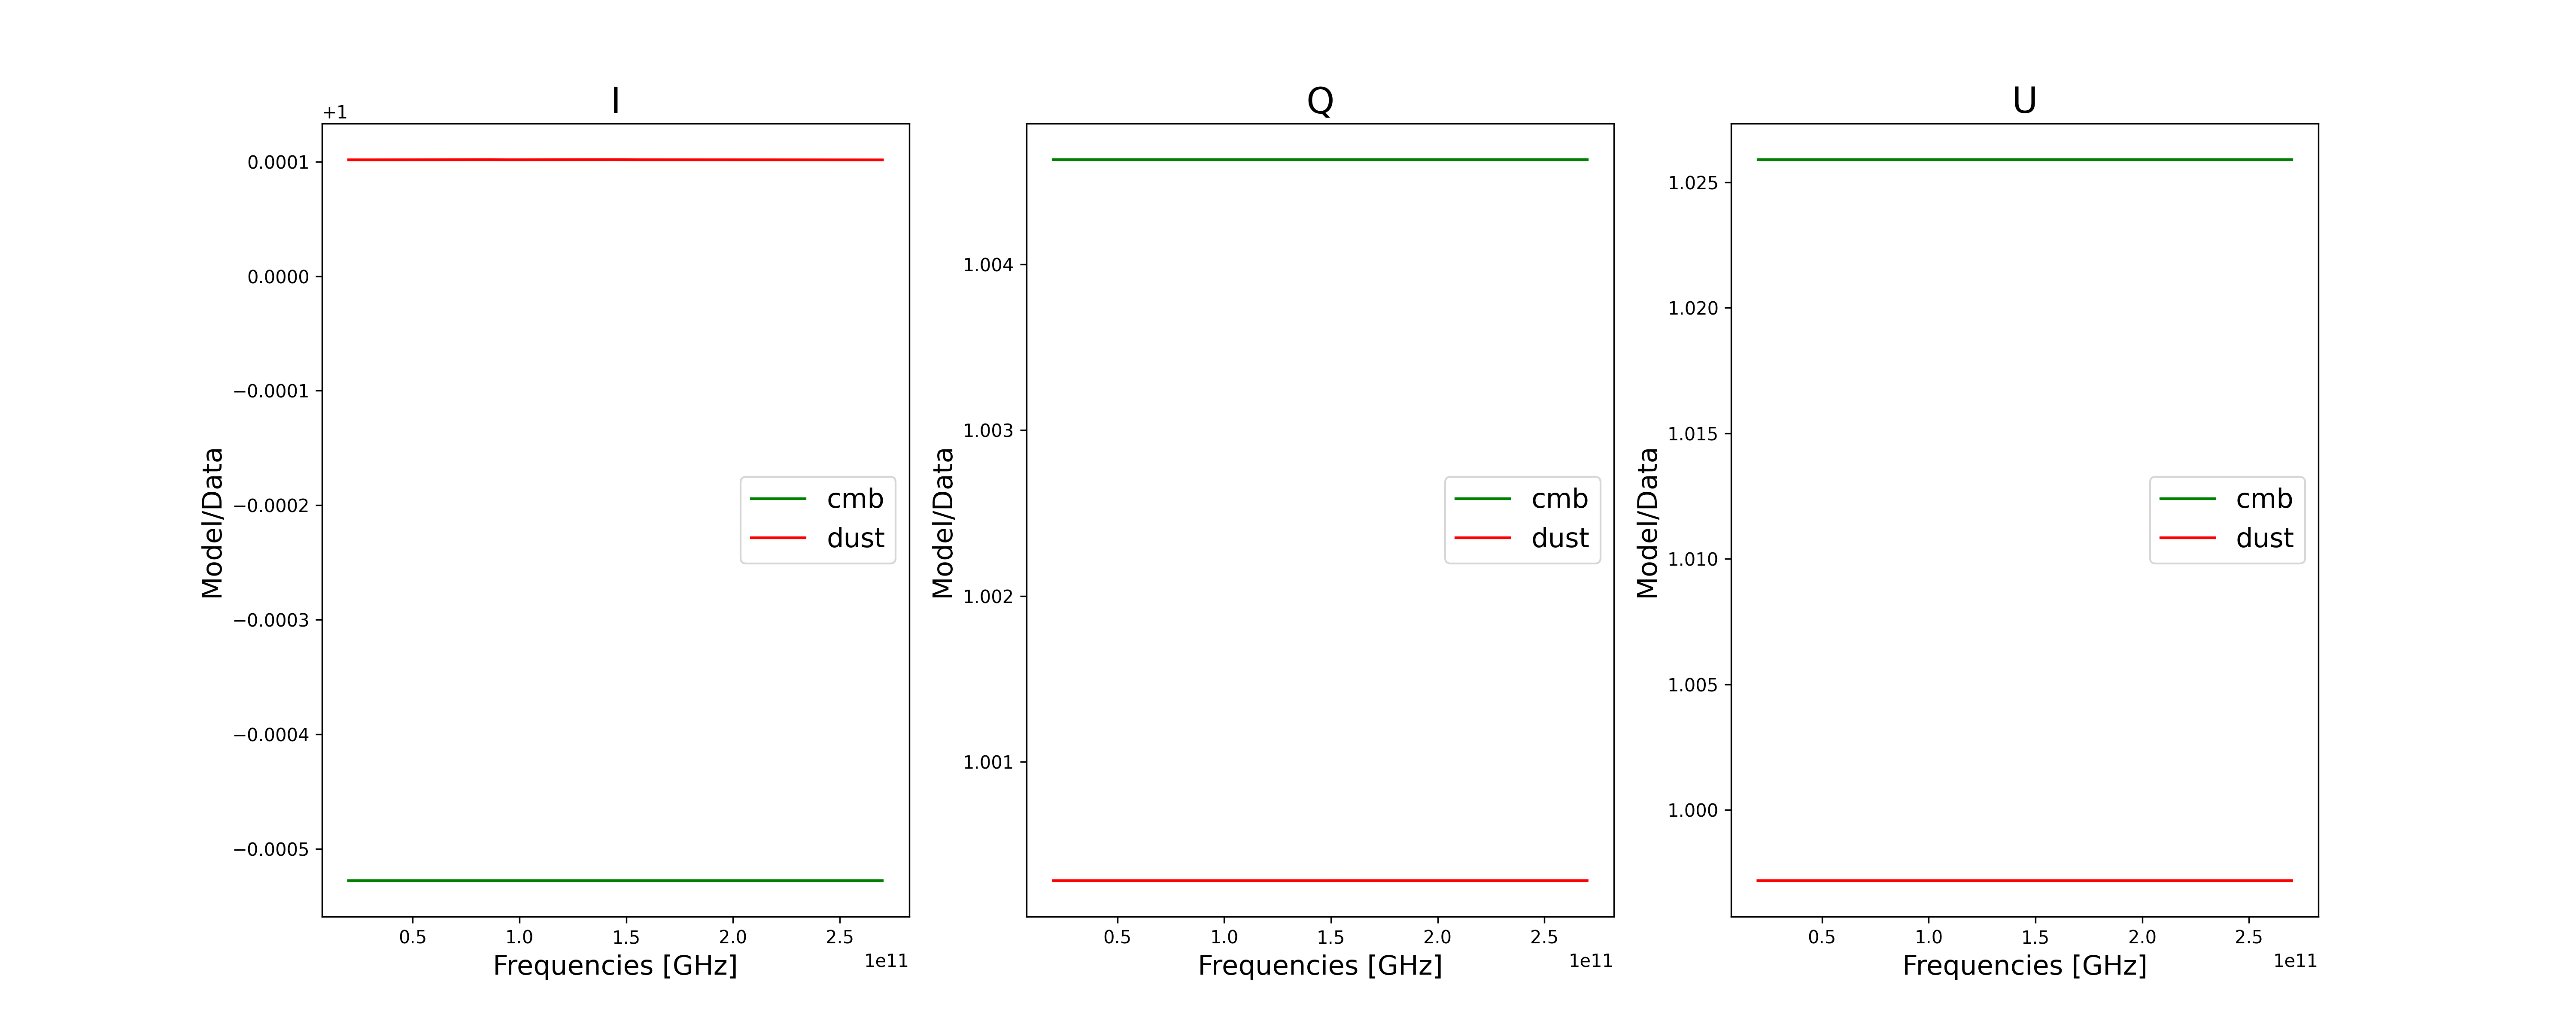 I
+1
0.0001
0.0000
−0.0001
−0.0002
−0.0003
−0.0004
−0.0005
Model/Data
cmb
dust
0.5 1.0 1.5 2.0 2.5
1e11
Frequencies [GHz]
Q
1.004
1.003
1.002
1.001
Model/Data
cmb
dust
0.5 1.0 1.5 2.0 2.5
1e11
Frequencies [GHz]
U
1.025
1.020
1.015
1.010
1.005
1.000
Model/Data
cmb
dust
0.5 1.0 1.5 2.0 2.5
1e11
Frequencies [GHz]